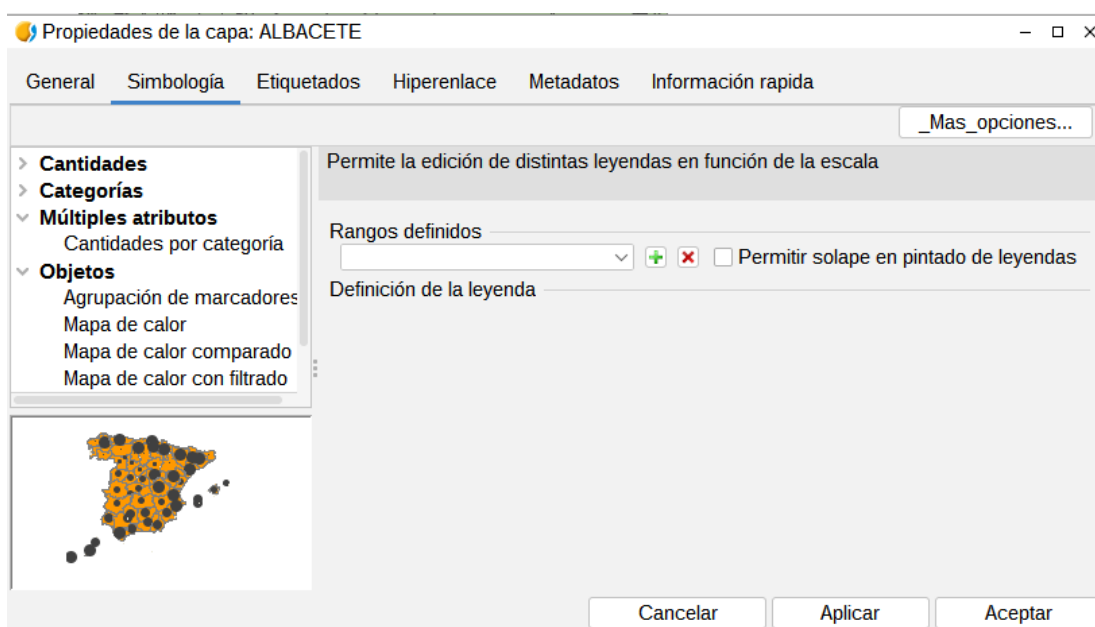 Propiedades de la capa: ALBACETE
General Simbología Etiquetados Hiperenlace Metadatos Información rapida
_Mas_opciones...
Cantidades
Categorías
Múltiples atributos
Cantidades por categoría
Objetos
Agrupación de marcadores
Mapa de calor
Mapa de calor comparado
Mapa de calor con filtrado
Permite la edición de distintas leyendas en función de la escala
Rangos definidos
Permitir solape en pintado de leyendas
Definición de la leyenda
Cancelar Aplicar Aceptar